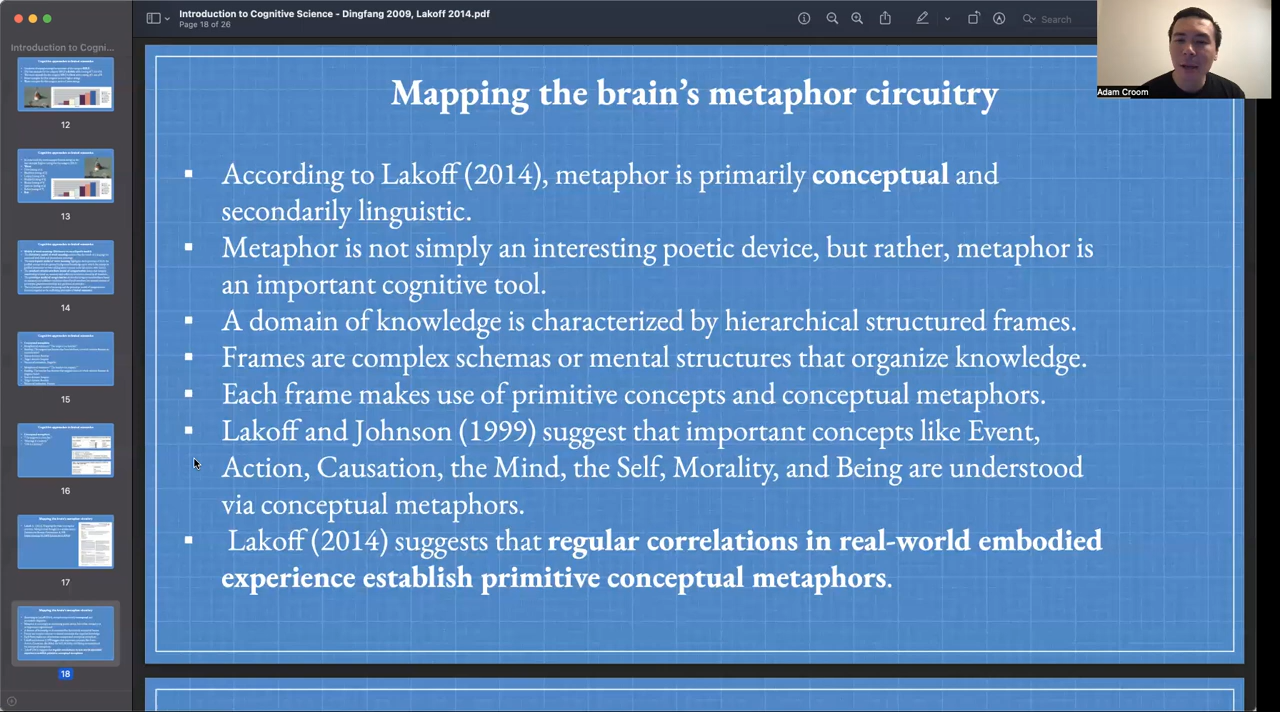 Introduction to Cognitive Science - Dingfang 2009, Lakoff 2014.pdf
Page 18 of 26
Search
Adam Croom
Introduction to Cogni...
12
13
14
15
16
17
18
Mapping the brain's metaphor circuitry
▪ According to Lakoff (2014), metaphor is primarily conceptual and
secondarily linguistic.
▪ Metaphor is not simply an interesting poetic device, but rather, metaphor is
an important cognitive tool.
▪ A domain of knowledge is characterized by hierarchical structured frames.
▪ Frames are complex schemas or mental structures that organize knowledge.
▪ Each frame makes use of primitive concepts and conceptual metaphors.
▪ Lakoff and Johnson (1999) suggest that important concepts like Event,
Action, Causation, the Mind, the Self, Morality, and Being are understood
via conceptual metaphors.
▪ Lakoff (2014) suggests that regular correlations in real-world embodied
experience establish primitive conceptual metaphors.